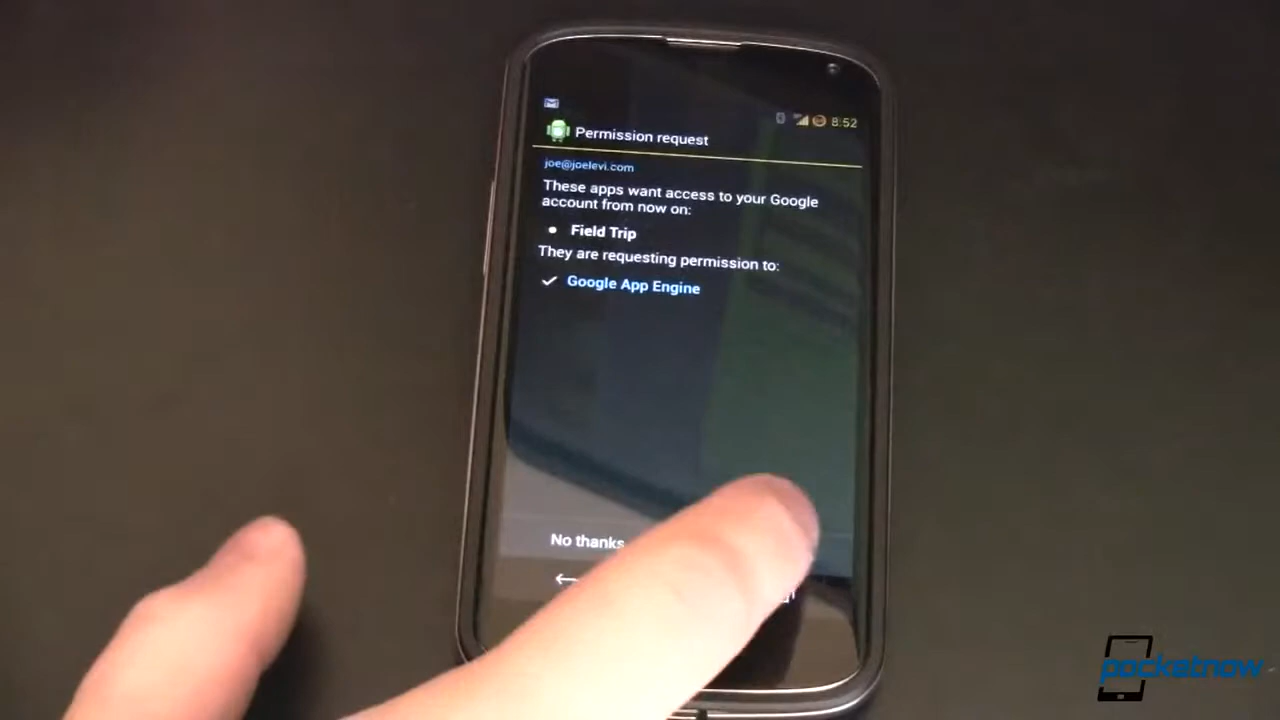 8:52
Permission request
joe@joelevi.com
These apps want access to your Google
account from now on:
Field Trip
They are requesting permission to:
Google App Engine
No thanks
pocketnow